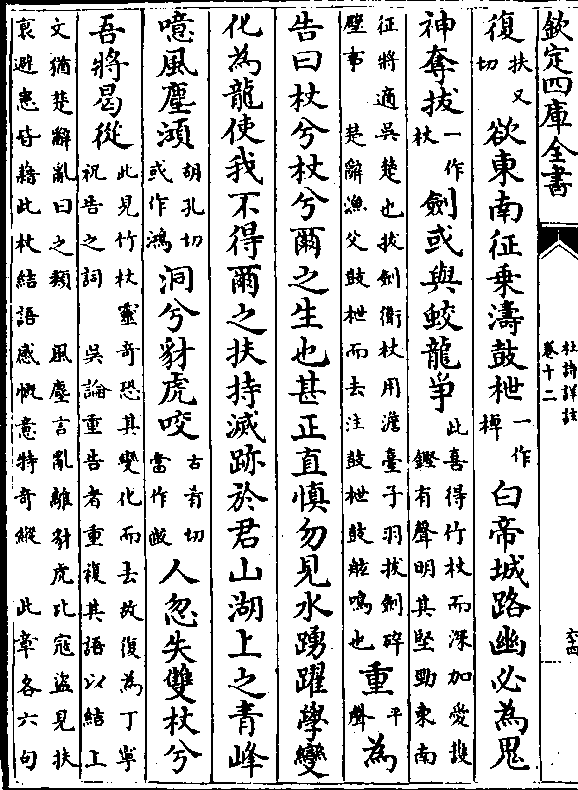 欽定四庫全書
杜詩詳註
卷十二
六四
復扶又切欲東南征乘濤鼓枻一作棹白帝城路幽必為鬼
神奪拔一作杖劍或與蛟龍爭此喜得竹杖而深加愛護鏗有聲明其堅勁東南
征將適吳楚也拔劍衛杖用澹臺子羽拔劍碎璧事楚辭漁父鼓枻而去注鼓枻鼓舷鳴也重平聲為
告曰杖兮杖兮爾之生也甚正直慎勿見水踴躍學變
化為龍使我不得爾之扶持滅跡於君山湖上之青峰
噫風塵澒胡孔切或作鴻洞兮豺虎咬古肴切當作齩人忽失雙杖兮
吾將曷從此見竹杖靈奇恐其變化而去故復為丁寧祝告之詞吳論重告者重複其語以結上
文猶楚辭亂曰之類風塵言亂離豺虎比寇盜見扶衰避患皆藉此杖結語感慨意特奇縱此章各六句